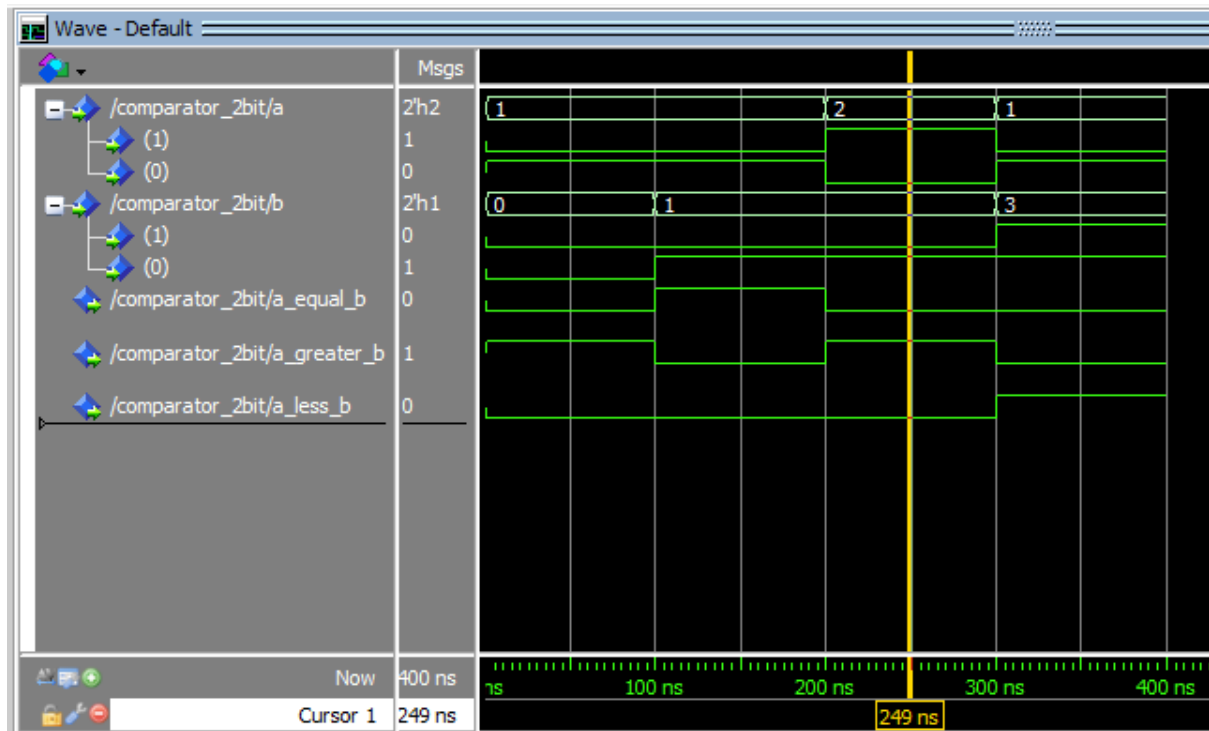 Wave - Default
Msgs
/comparator_2bit/a 2'h2 1 2 1
(1) 1
(0) 0
/comparator_2bit/b 2'h1 0 1 3
(1) 0
(0) 1
/comparator_2bit/a_equal_b 0
/comparator_2bit/a_greater_b 1
/comparator_2bit/a_less_b 0
Now 400 ns ns 100 ns 200 ns 300 ns 400 ns
Cursor 1 249 ns 249 ns